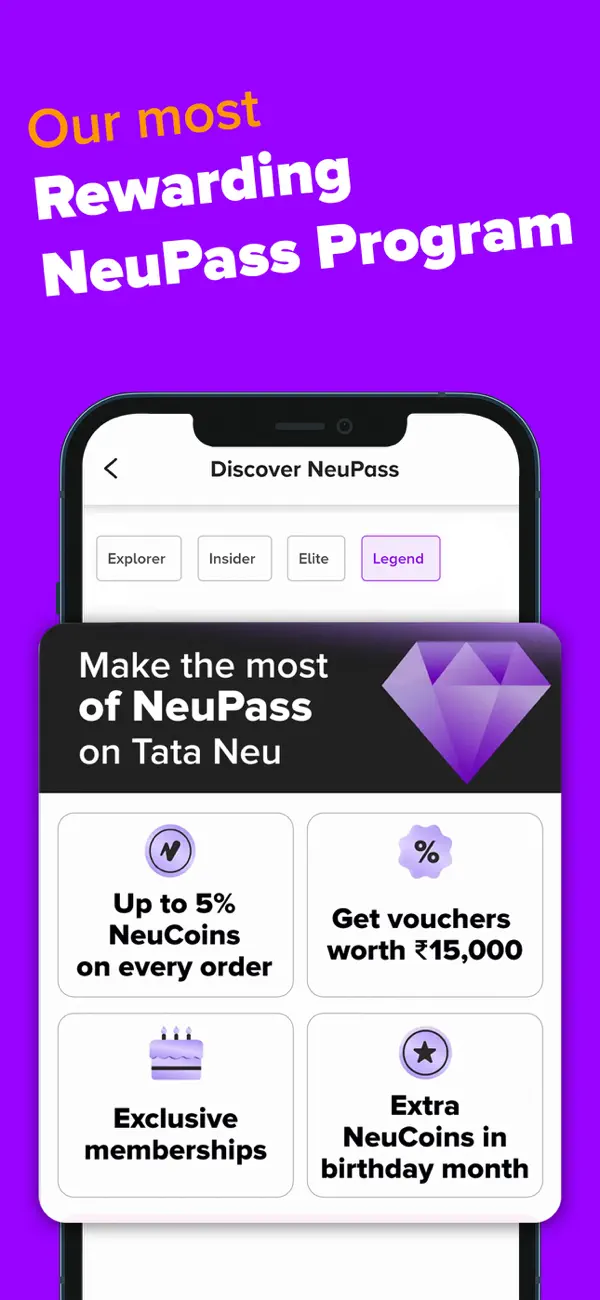 Our most
Rewarding
NeuPass Program
Discover NeuPass
Explorer
Insider
Elite
Legend
Make the most
of NeuPass
on Tata Neu
Up to 5%
NeuCoins
on every order
%
Get vouchers
worth ₹15,000
Exclusive
memberships
Extra
NeuCoins in
birthday month